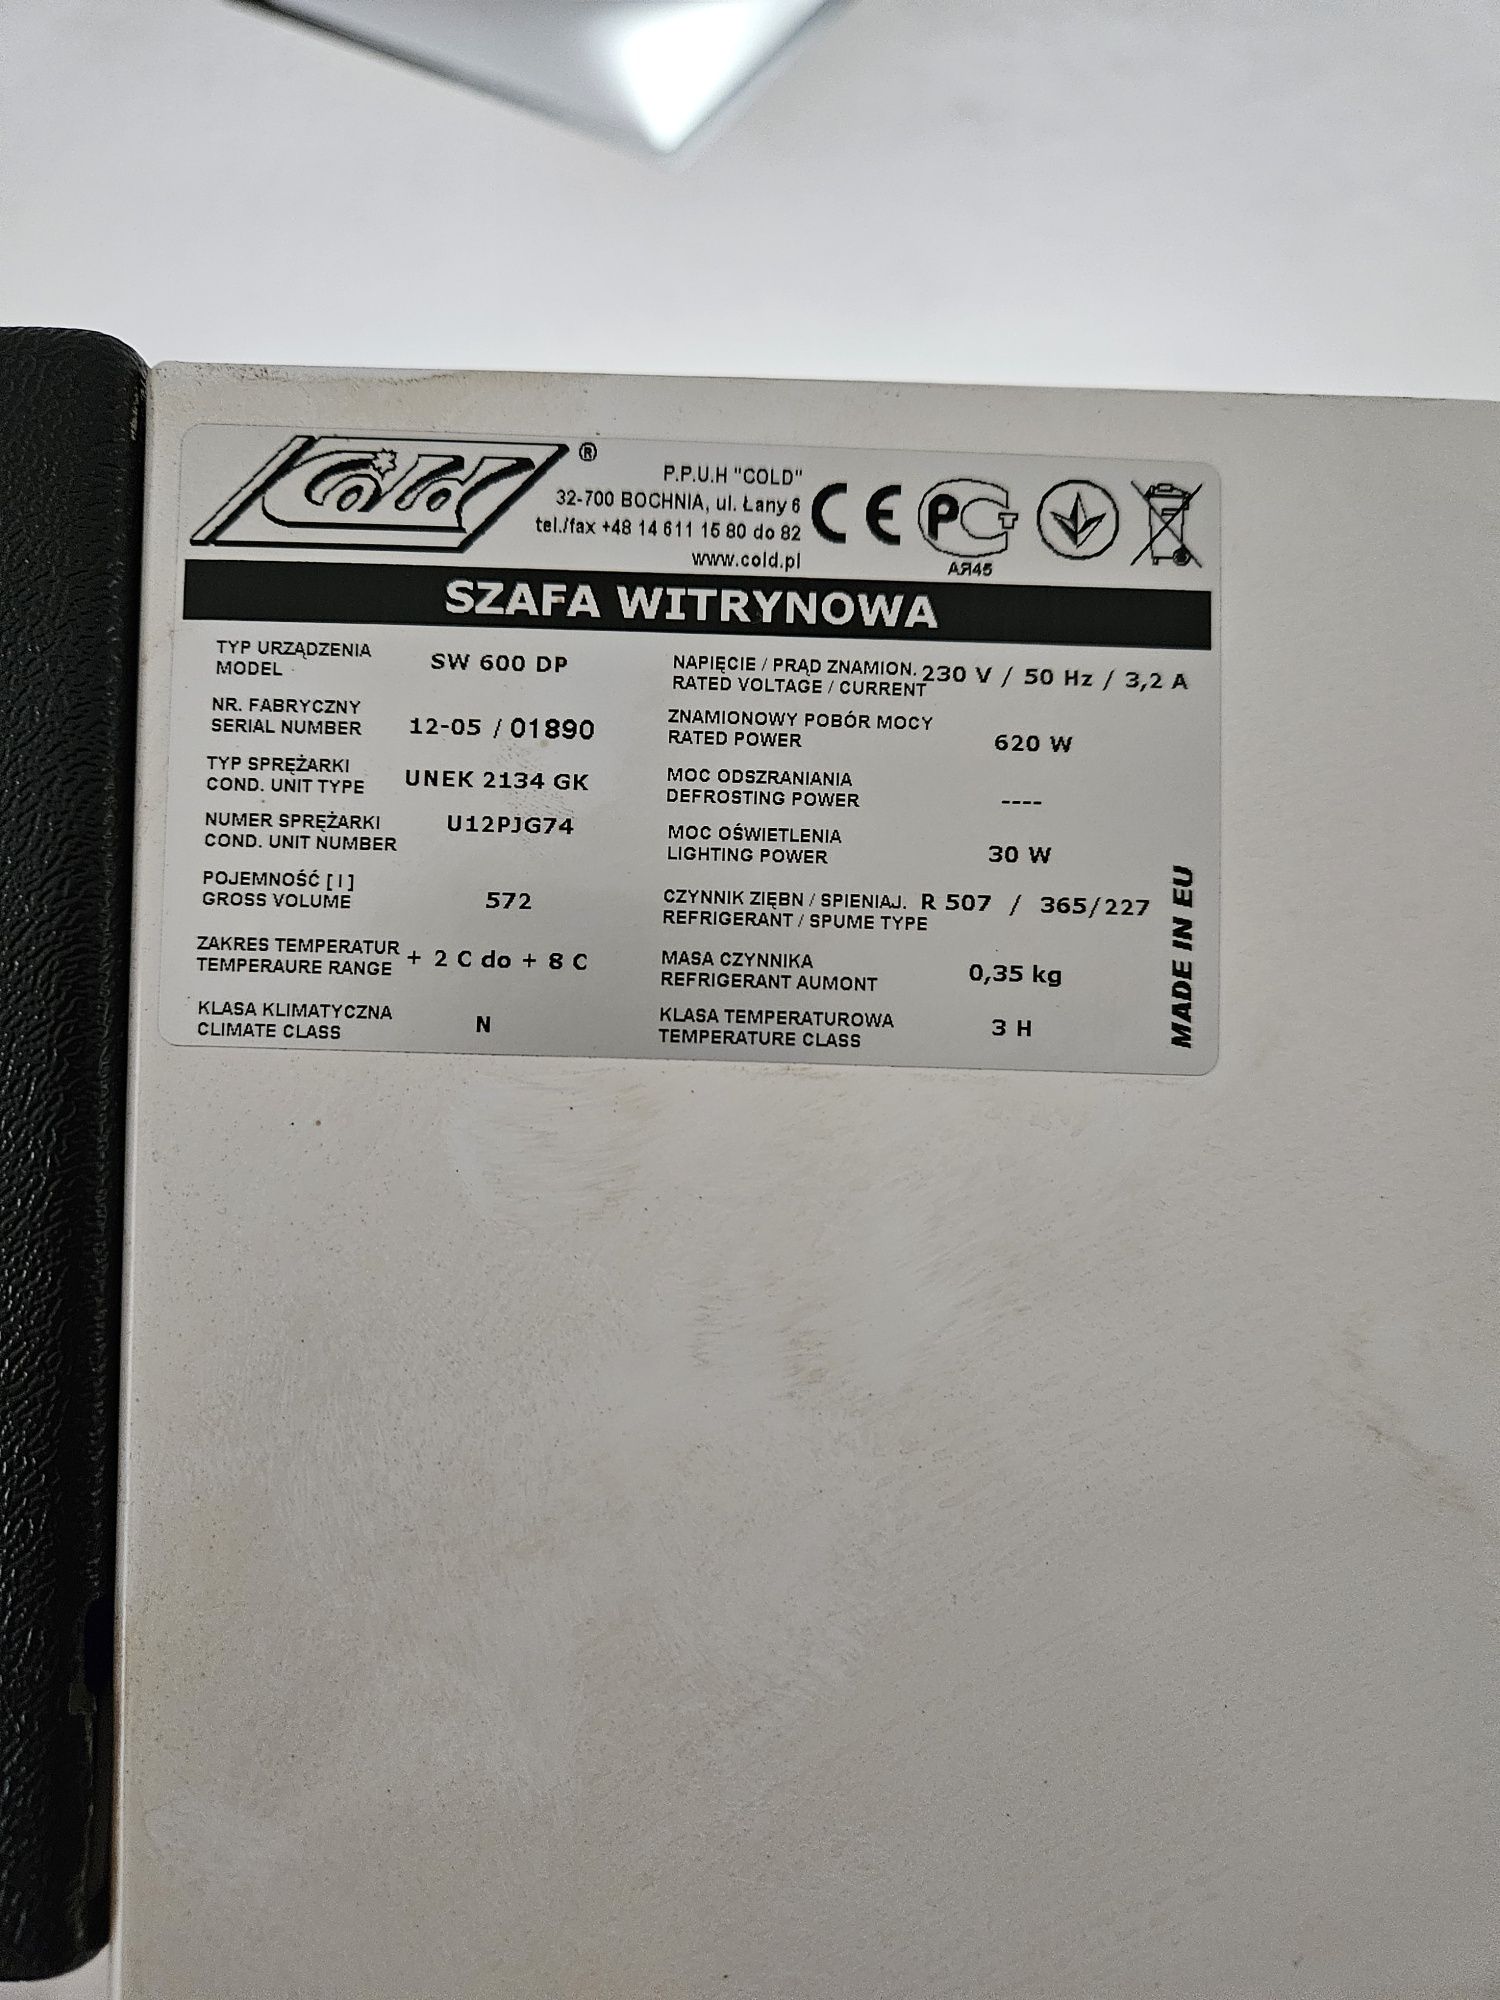 Cold ®
P.P.U.H "COLD"
32-700 BOCHNIA, ul. Łany 6
tel./fax +48 14 611 15 80 do 82
www.cold.pl
CE PCT
АЯ45
SZAFA WITRYNOWA
TYP URZĄDZENIA
MODEL
SW 600 DP
NR. FABRYCZNY
SERIAL NUMBER
12-05 / 01890
TYP SPRĘŻARKI
COND. UNIT TYPE
UNEK 2134 GK
NUMER SPRĘŻARKI
COND. UNIT NUMBER
U12PJG74
POJEMNOŚĆ [ l ]
GROSS VOLUME
572
ZAKRES TEMPERATUR
TEMPERAURE RANGE
+ 2 C do + 8 C
KLASA KLIMATYCZNA
CLIMATE CLASS
N
NAPIĘCIE / PRĄD ZNAMION.
RATED VOLTAGE / CURRENT
230 V / 50 Hz / 3,2 A
ZNAMIONOWY POBÓR MOCY
RATED POWER
620 W
MOC ODSZRANIANIA
DEFROSTING POWER
----
MOC OŚWIETLENIA
LIGHTING POWER
30 W
CZYNNIK ZIĘBN / SPIENIAJ.
REFRIGERANT / SPUME TYPE
R 507 / 365/227
MASA CZYNNIKA
REFRIGERANT AUMONT
0,35 kg
KLASA TEMPERATUROWA
TEMPERATURE CLASS
3 H
MADE IN EU